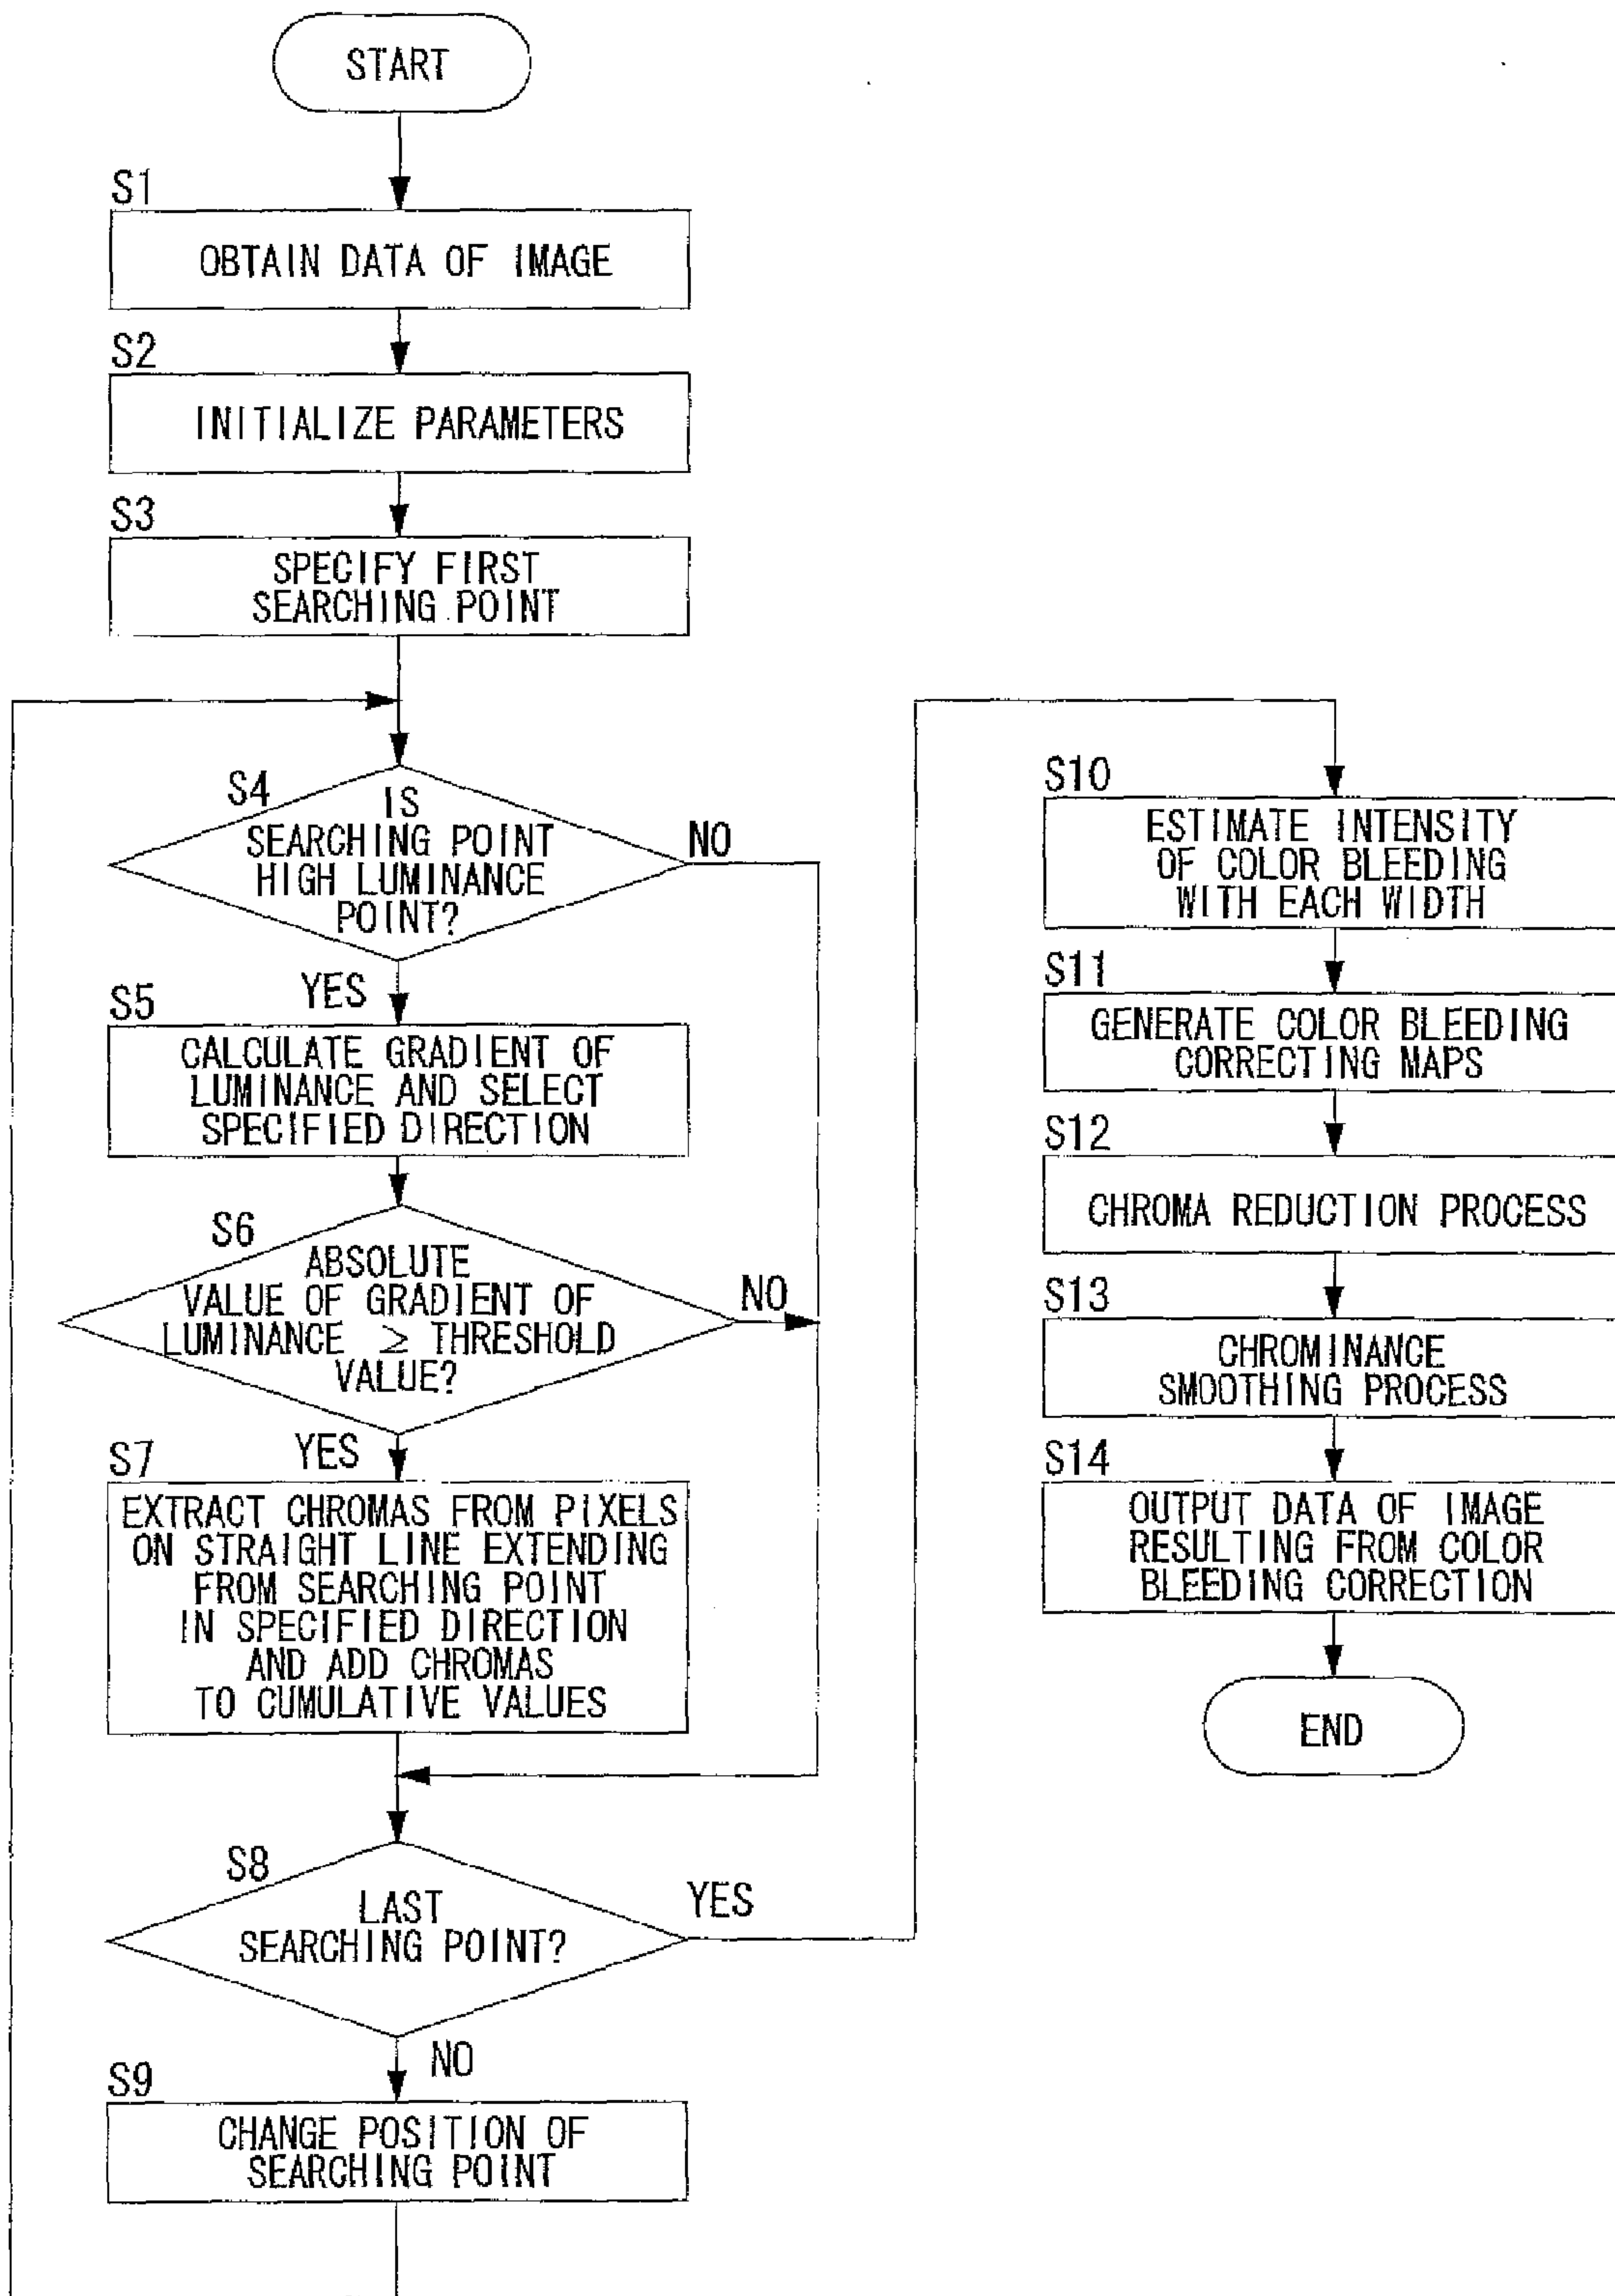 START
S1
OBTAIN DATA OF IMAGE
S2
INITIALIZE PARAMETERS
S3
SPECIFY FIRST
SEARCHING POINT
S4
IS
SEARCHING POINT
HIGH LUMINANCE
POINT?
NO
YES
S5
CALCULATE GRADIENT OF
LUMINANCE AND SELECT
SPECIFIED DIRECTION
S6
ABSOLUTE
VALUE OF GRADIENT OF
LUMINANCE ≥ THRESHOLD
VALUE?
NO
YES
S7
EXTRACT CHROMAS FROM PIXELS
ON STRAIGHT LINE EXTENDING
FROM SEARCHING POINT
IN SPECIFIED DIRECTION
AND ADD CHROMAS
TO CUMULATIVE VALUES
S8
LAST
SEARCHING POINT?
YES
NO
S9
CHANGE POSITION OF
SEARCHING POINT
S10
ESTIMATE INTENSITY
OF COLOR BLEEDING
WITH EACH WIDTH
S11
GENERATE COLOR BLEEDING
CORRECTING MAPS
S12
CHROMA REDUCTION PROCESS
S13
CHROMINANCE
SMOOTHING PROCESS
S14
OUTPUT DATA OF IMAGE
RESULTING FROM COLOR
BLEEDING CORRECTION
END